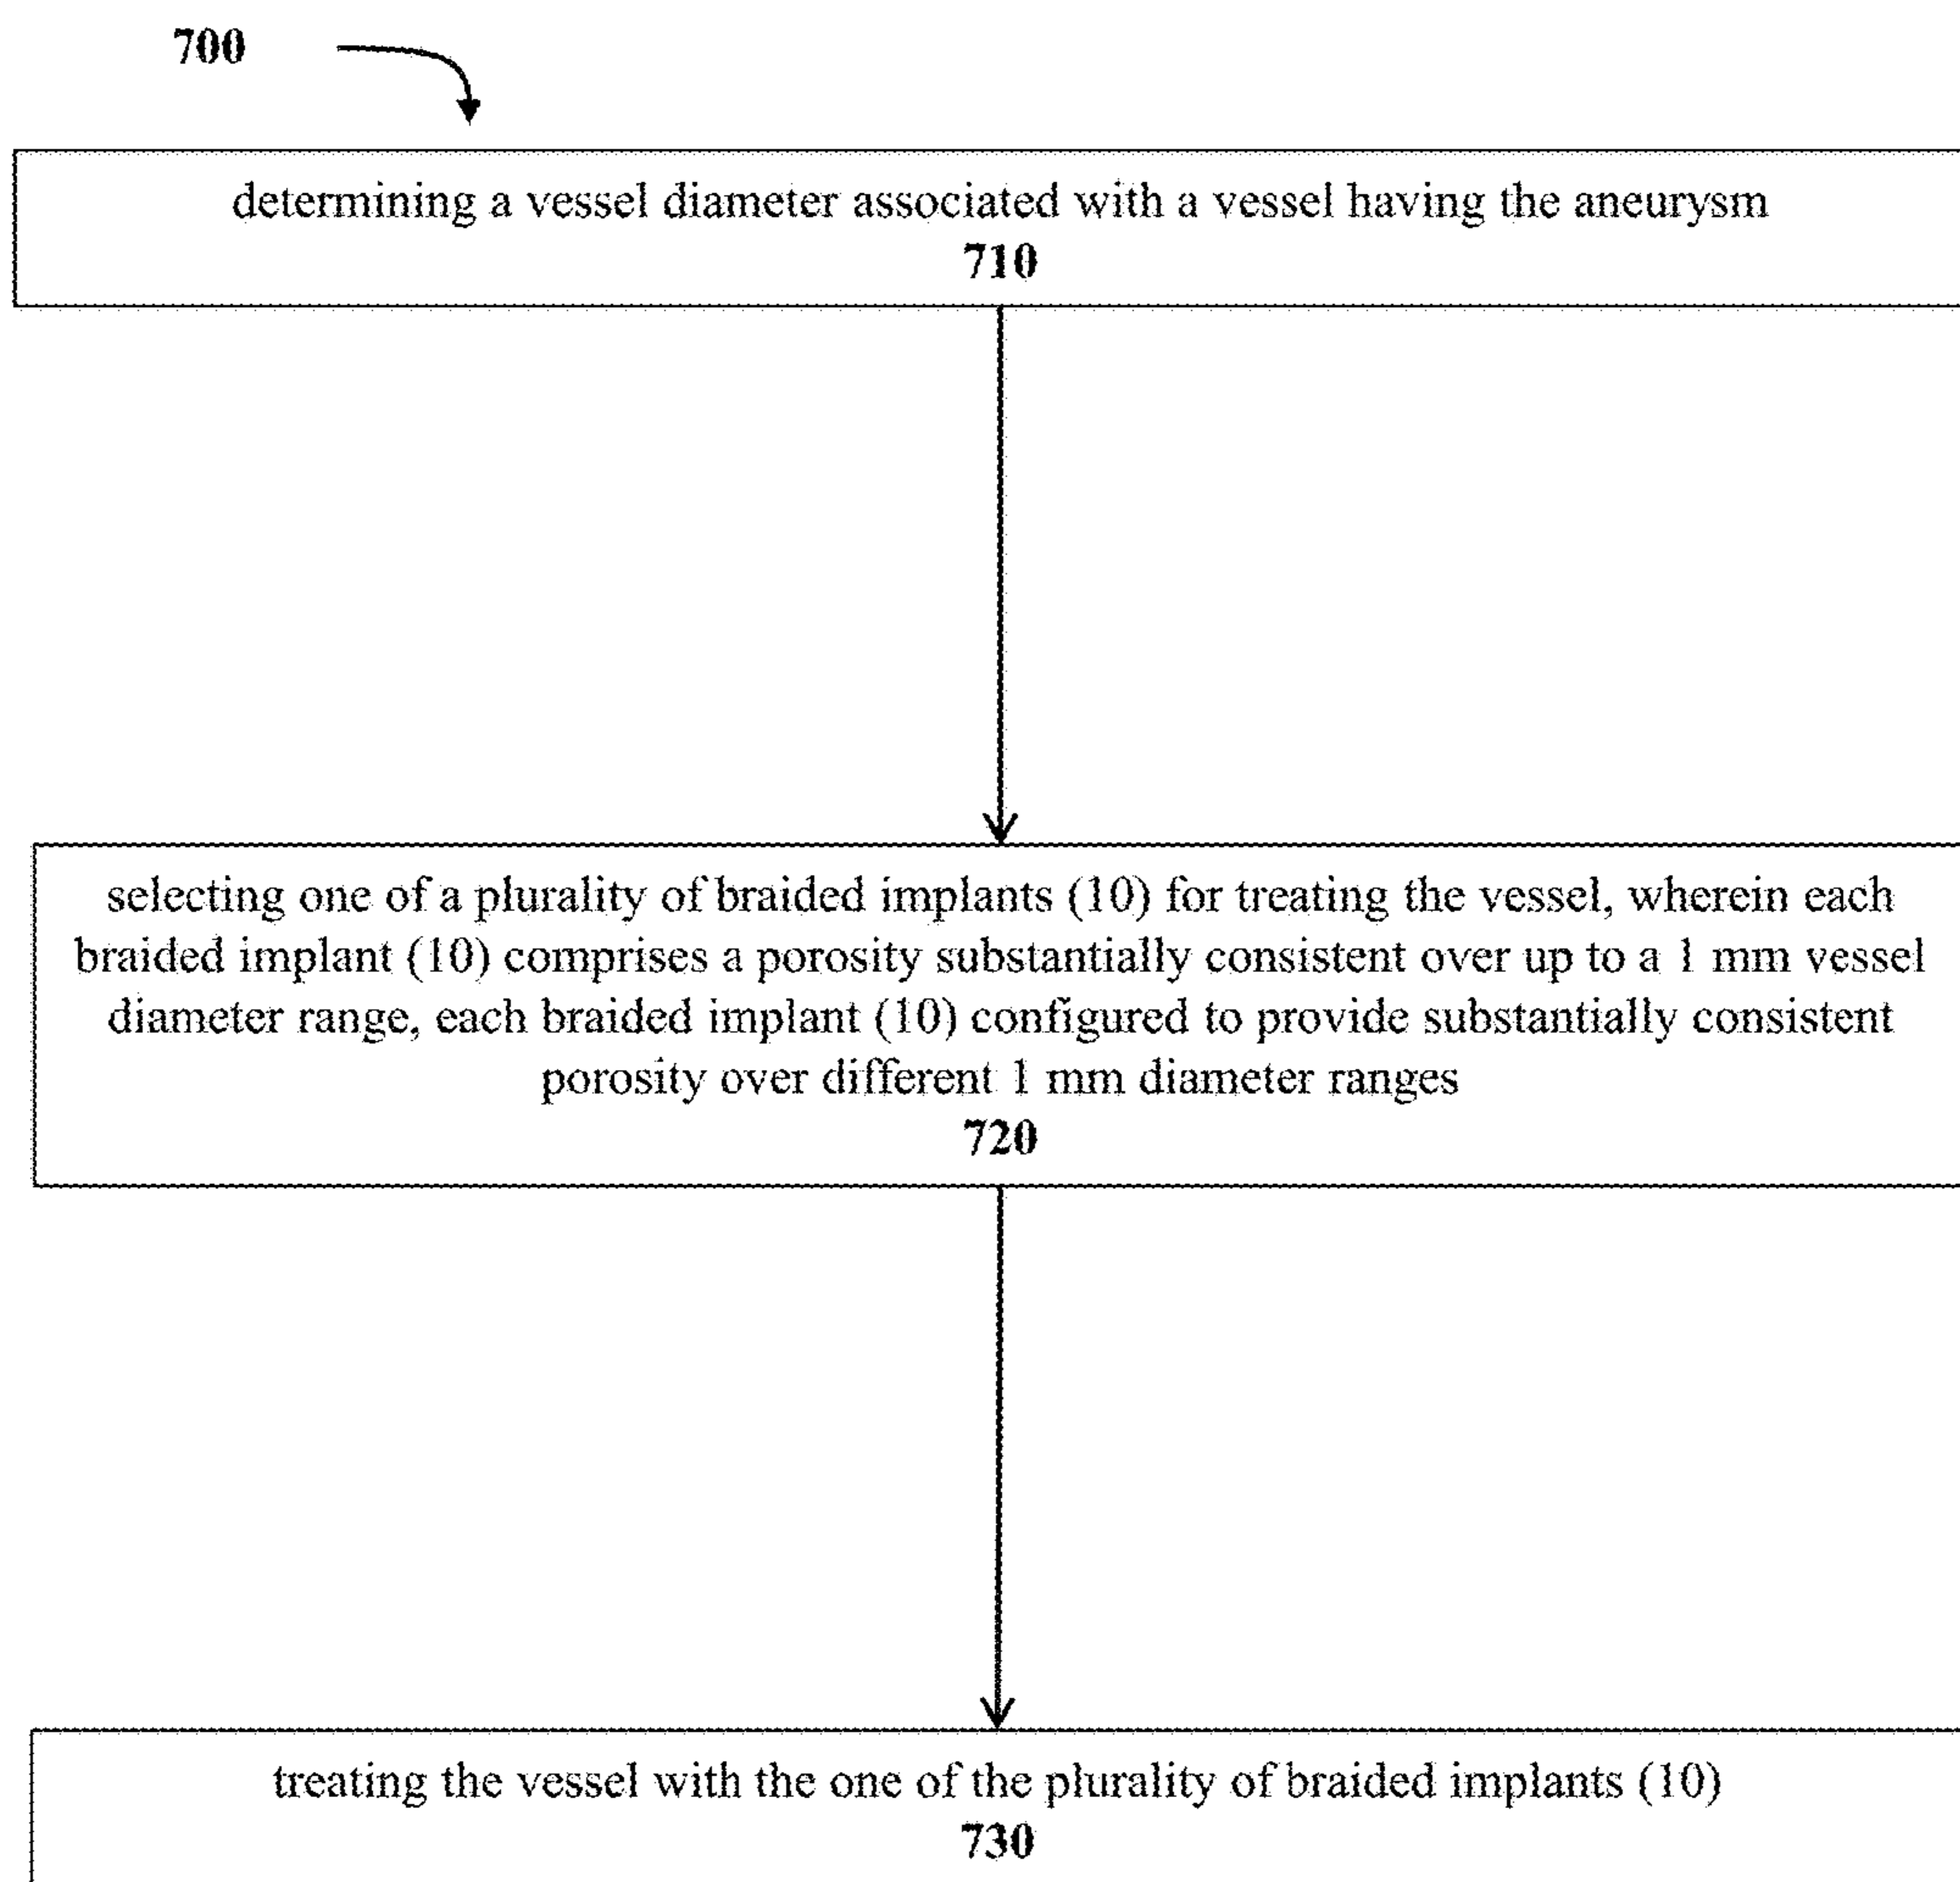 700
determining a vessel diameter associated with a vessel having the aneurysm
710
selecting one of a plurality of braided implants (10) for treating the vessel, wherein each
braided implant (10) comprises a porosity substantially consistent over up to a 1 mm vessel
diameter range, each braided implant (10) configured to provide substantially consistent
porosity over different 1 mm diameter ranges
720
treating the vessel with the one of the plurality of braided implants (10)
730